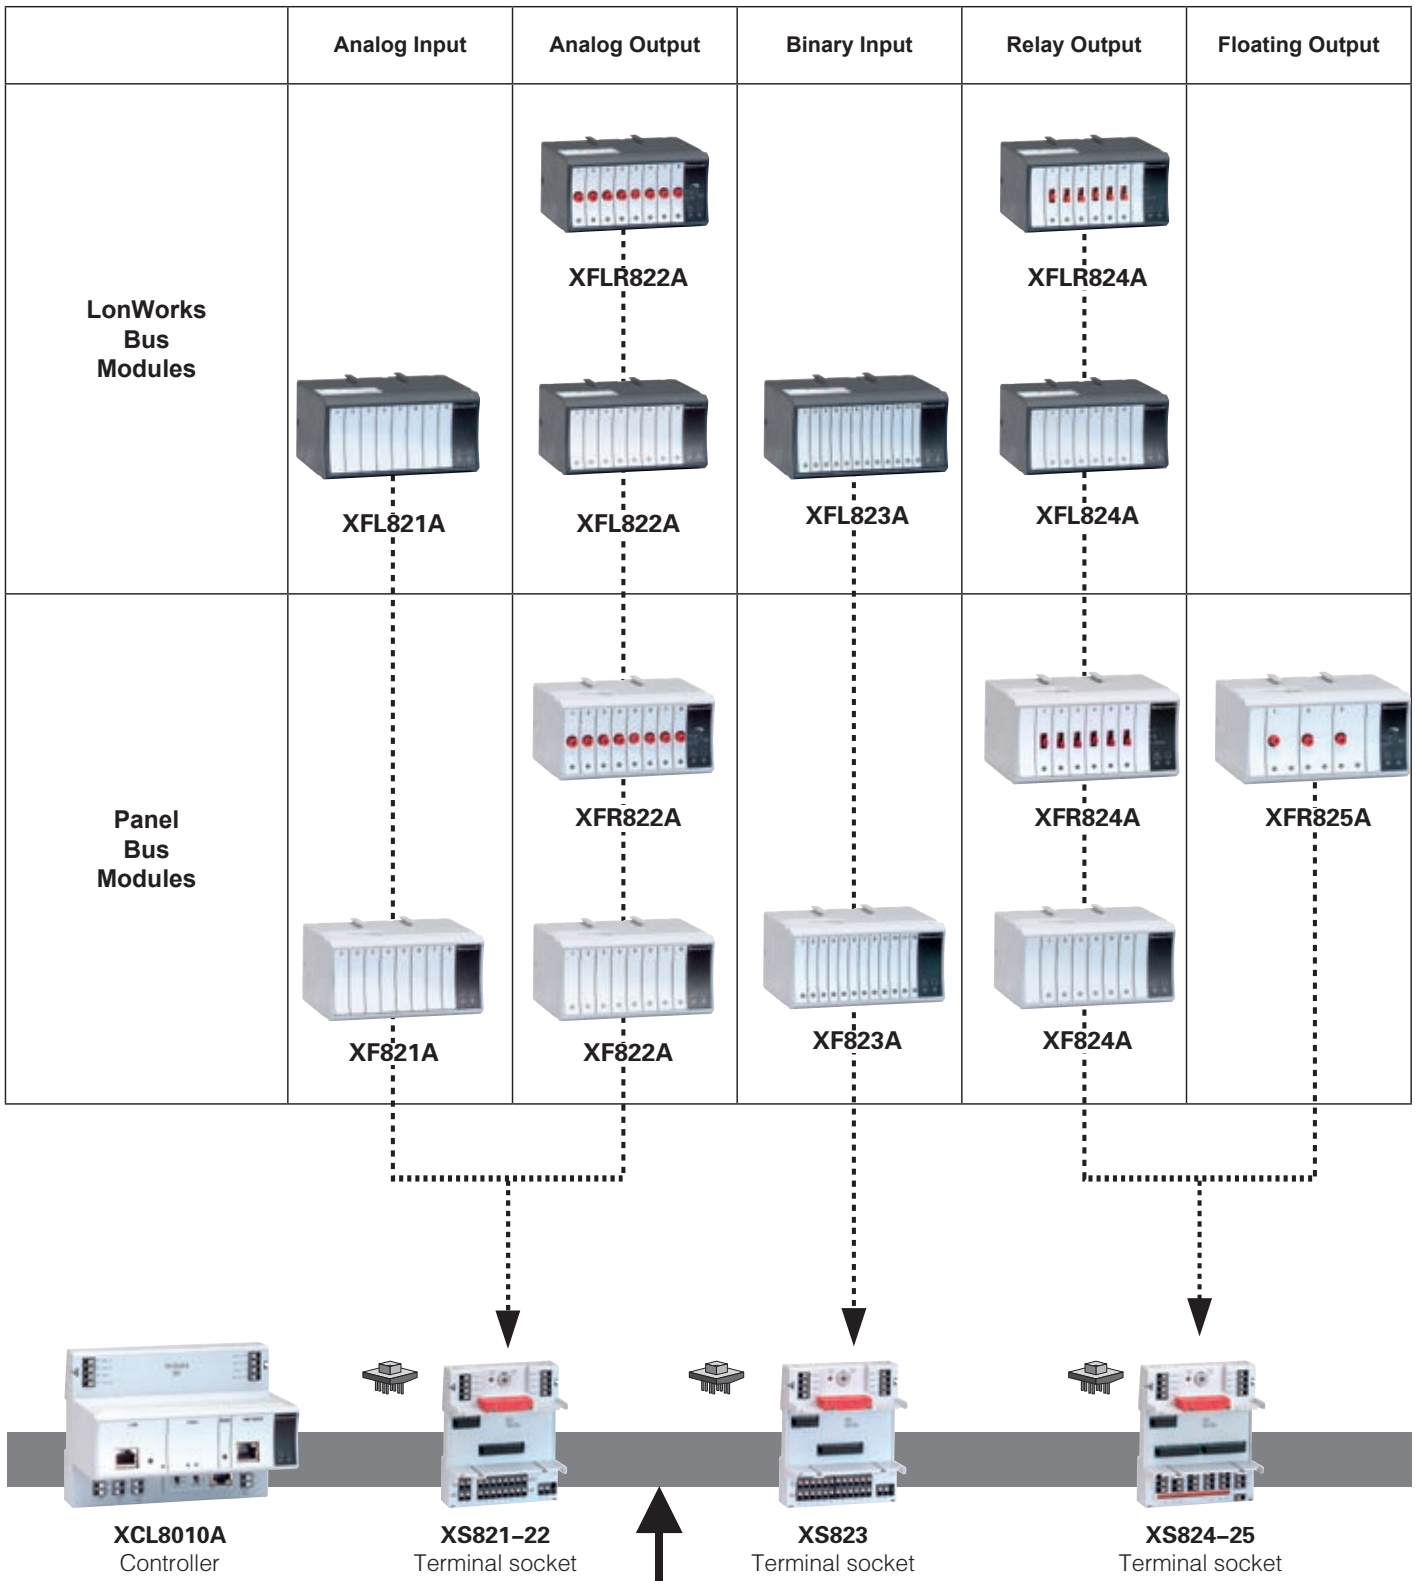 Analog Input
Analog Output
Binary Input
Relay Output
Floating Output
LonWorks
Bus
Modules
XFLR822A
XFLR824A
XFL821A
XFL822A
XFL823A
XFL824A
Panel
Bus
Modules
XFR822A
XFR824A
XFR825A
XF821A
XF822A
XF823A
XF824A
XCL8010A
Controller
XS821–22
Terminal socket
XS823
Terminal socket
XS824–25
Terminal socket